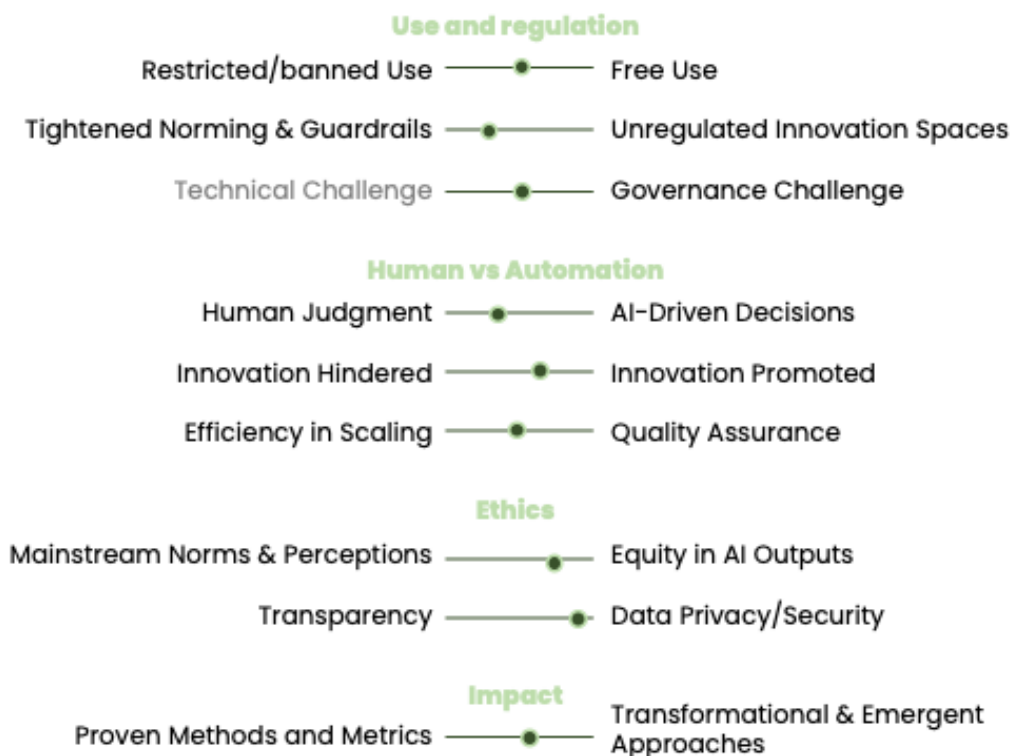 Use and regulation
Restricted/banned Use Free Use
Tightened Norming & Guardrails Unregulated Innovation Spaces
Technical Challenge Governance Challenge
Human vs Automation
Human Judgment AI-Driven Decisions
Innovation Hindered Innovation Promoted
Efficiency in Scaling Quality Assurance
Ethics
Mainstream Norms & Perceptions Equity in AI Outputs
Transparency Data Privacy/Security
Impact
Proven Methods and Metrics Transformational & Emergent
Approaches